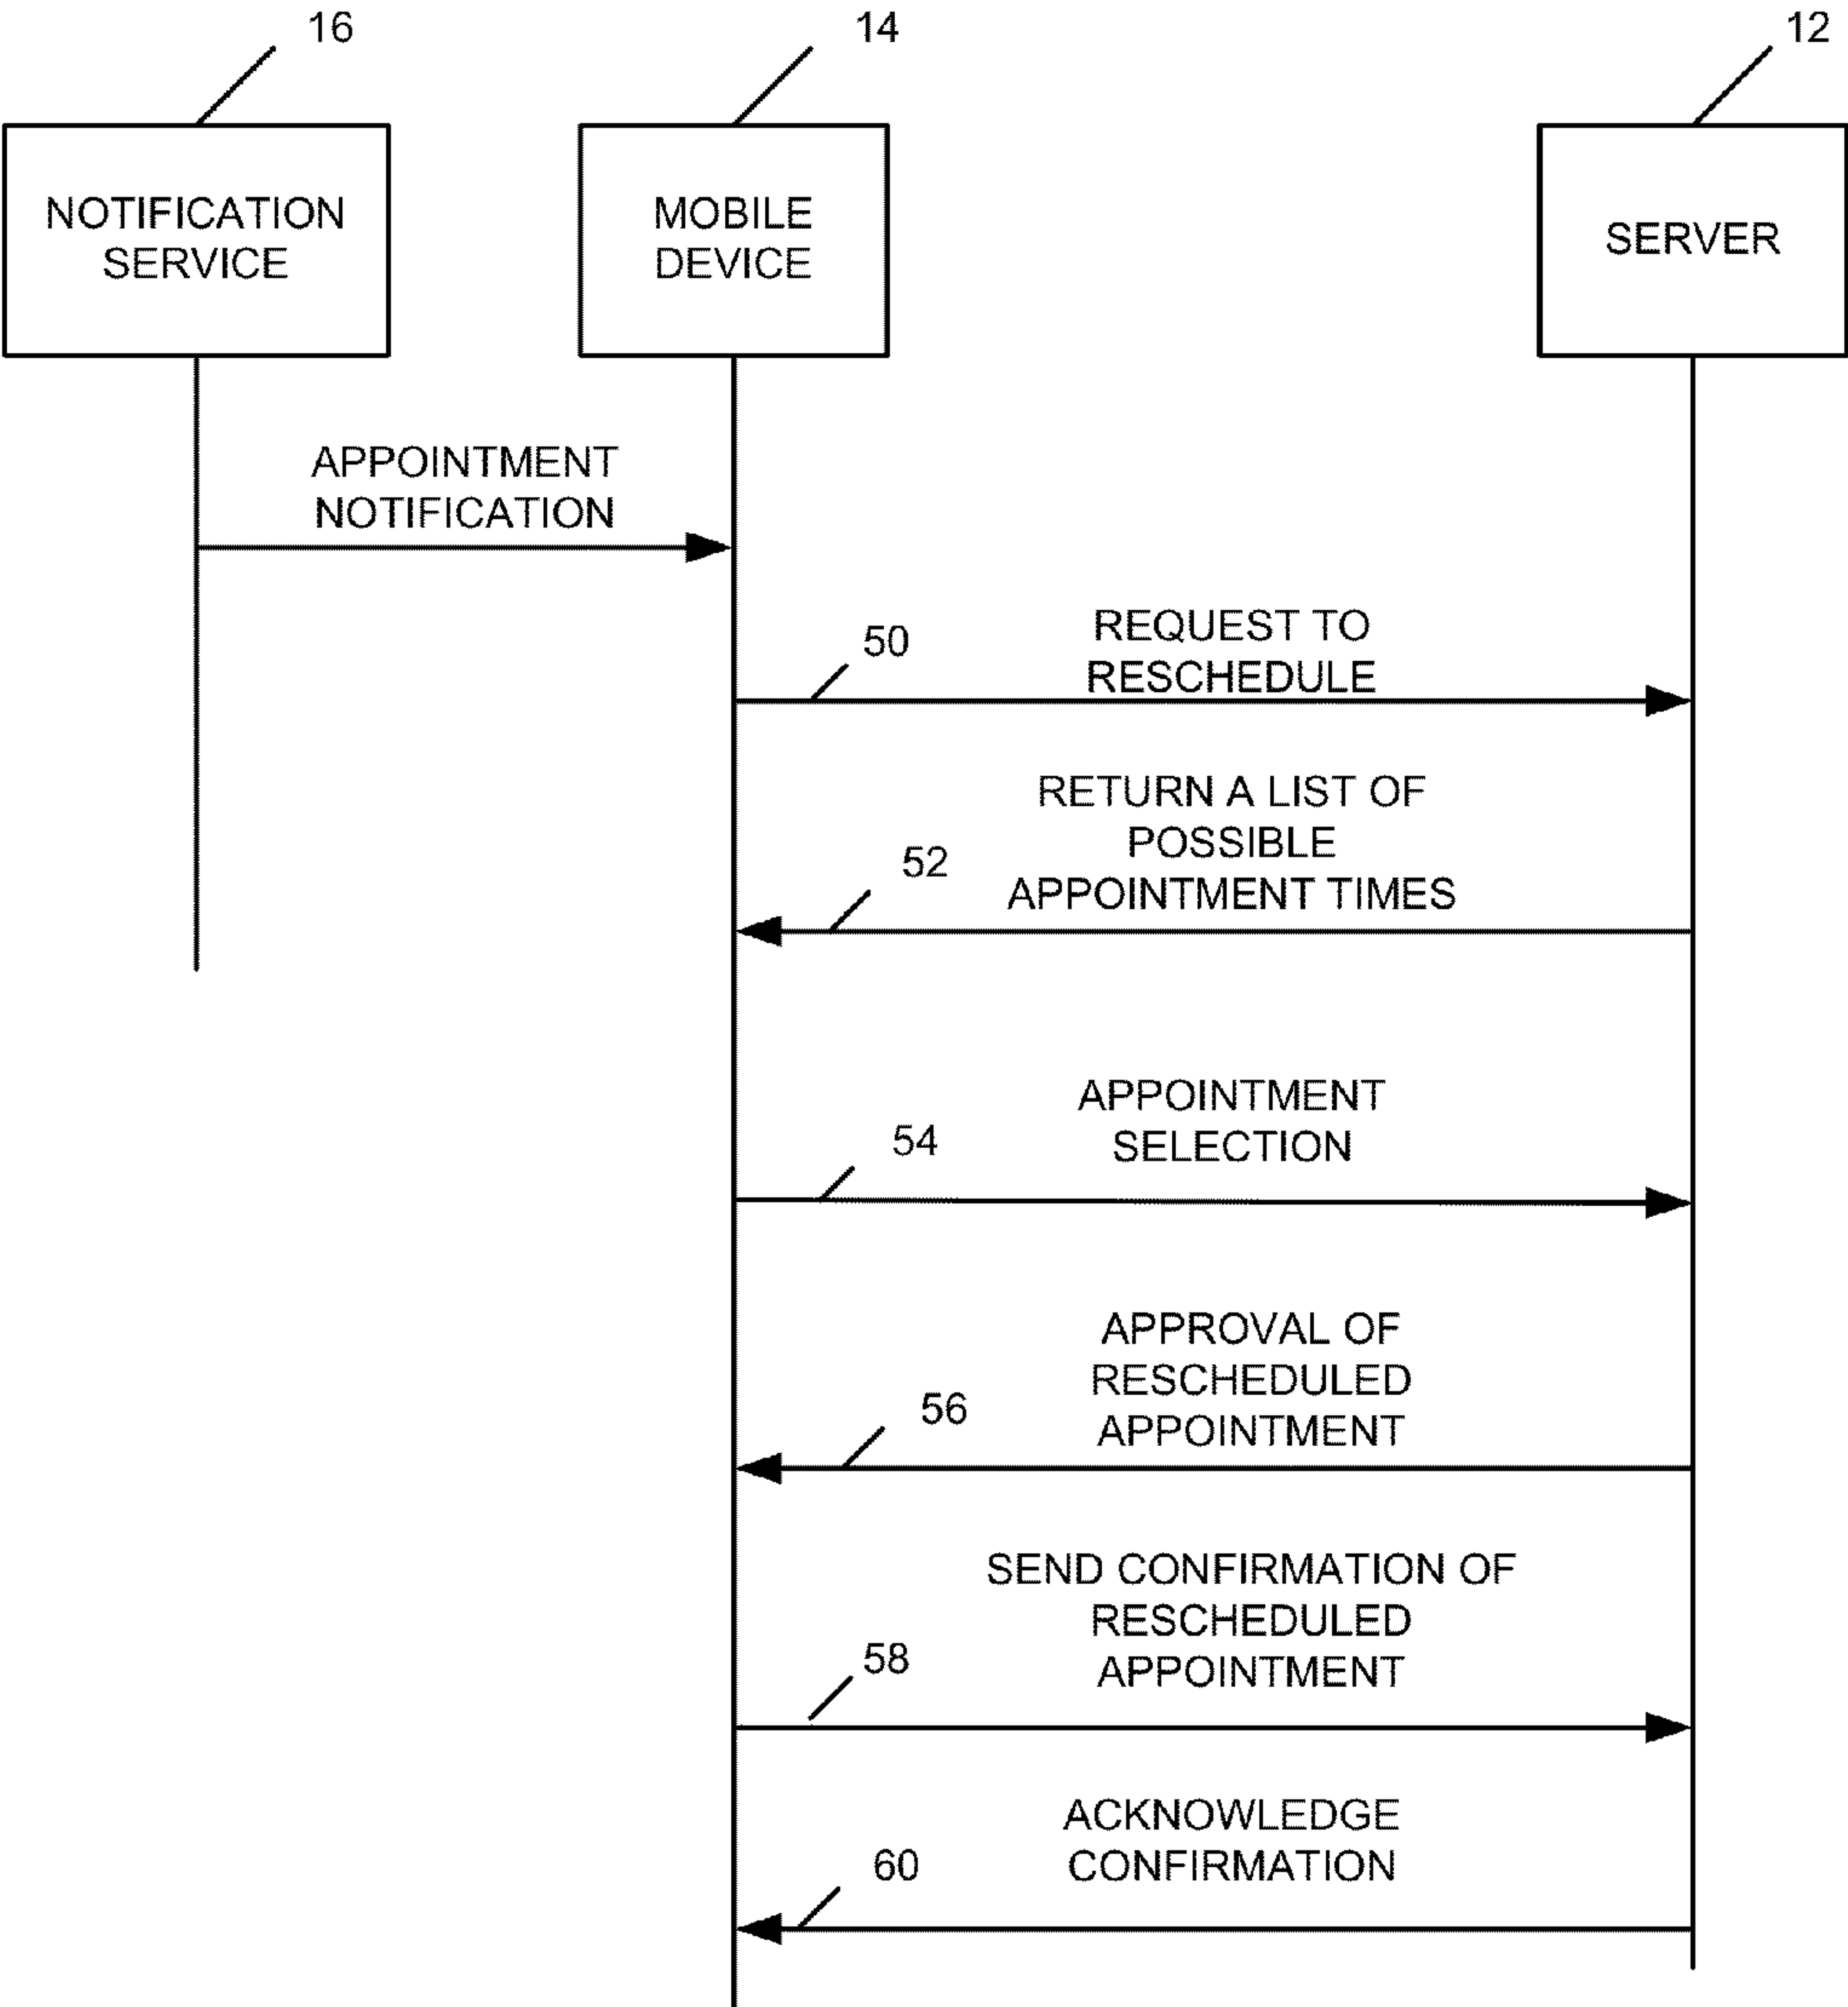 16
14
12
NOTIFICATION
SERVICE
MOBILE
DEVICE
SERVER
APPOINTMENT
NOTIFICATION
50
REQUEST TO
RESCHEDULE
RETURN A LIST OF
POSSIBLE
APPOINTMENT TIMES
52
APPOINTMENT
SELECTION
54
APPROVAL OF
RESCHEDULED
APPOINTMENT
56
SEND CONFIRMATION OF
RESCHEDULED
APPOINTMENT
58
ACKNOWLEDGE
CONFIRMATION
60